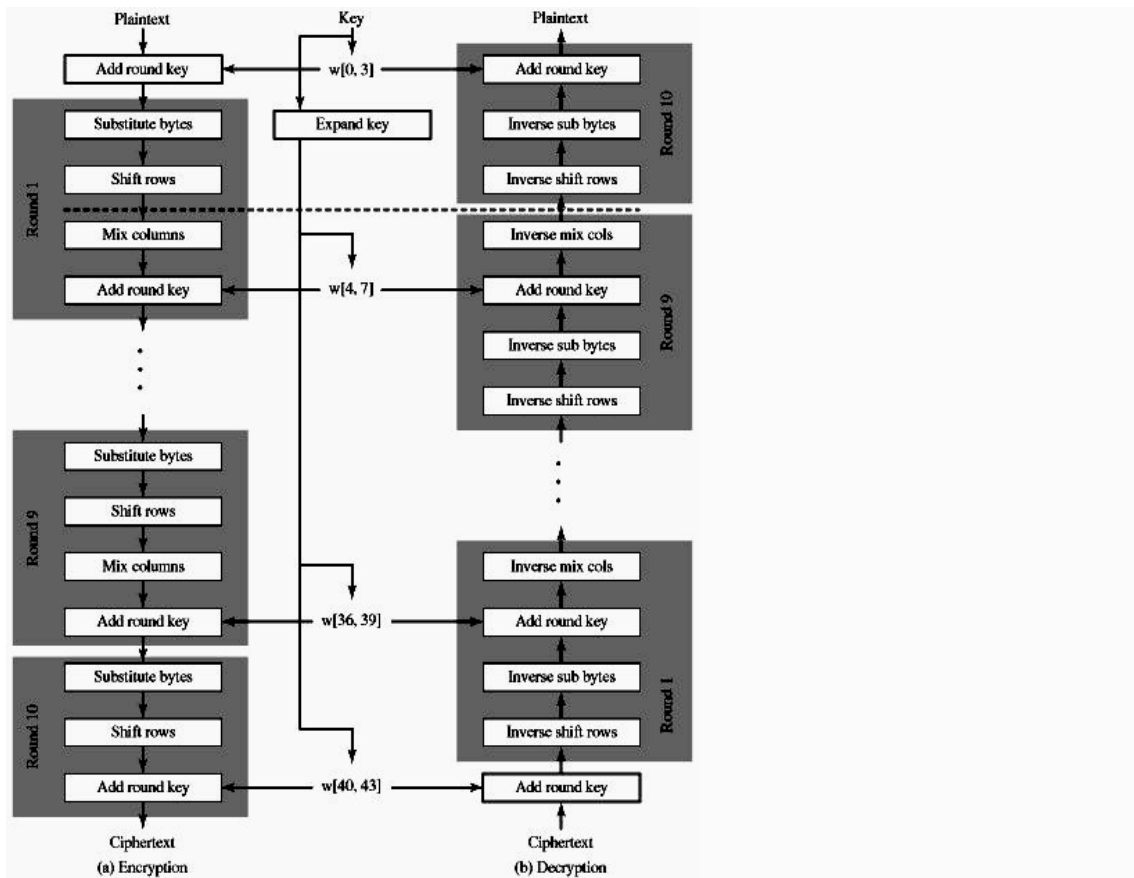 Plaintext
Add round key
Round 1
Substitute bytes
Shift rows
Mix columns
Add round key
Round 9
Substitute bytes
Shift rows
Mix columns
Add round key
Round 10
Substitute bytes
Shift rows
Add round key
Ciphertext
(a) Encryption
Key
w[0, 3]
Expand key
w[4, 7]
w[36, 39]
w[40, 43]
Plaintext
Add round key
Inverse sub bytes
Inverse shift rows
Round 10
Inverse mix cols
Add round key
Inverse sub bytes
Inverse shift rows
Round 9
Inverse mix cols
Add round key
Inverse sub bytes
Inverse shift rows
Round 1
Add round key
Ciphertext
(b) Decryption